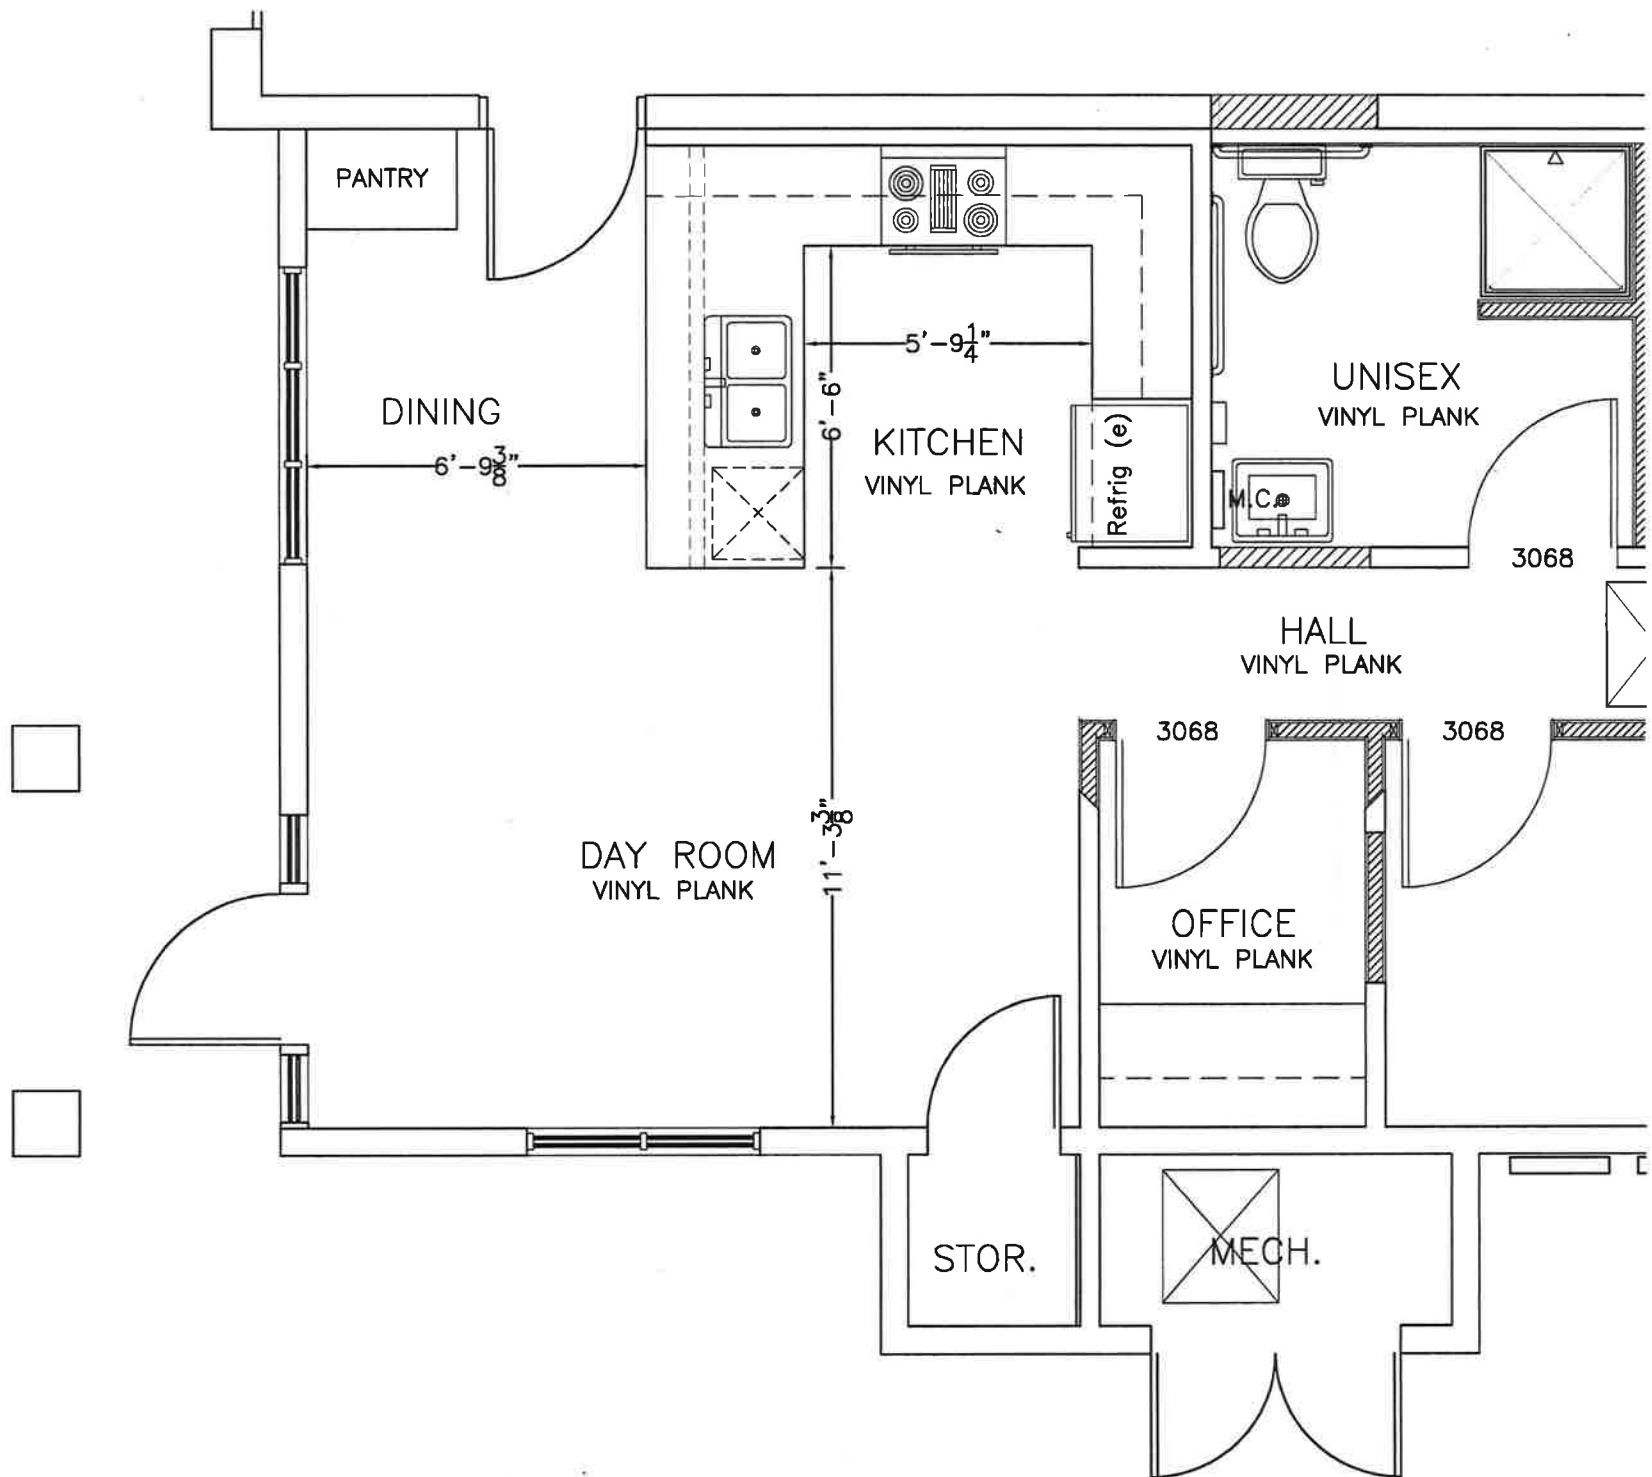 PANTRY
5'-9 1/4"
UNISEX
VINYL PLANK
DINING
6'-9 3/8"
6'-6"
KITCHEN
VINYL PLANK
Refrig (e)
M.C.
3068
HALL
VINYL PLANK
3068
3068
11'-3 3/8"
DAY ROOM
VINYL PLANK
OFFICE
VINYL PLANK
STOR.
MECH.